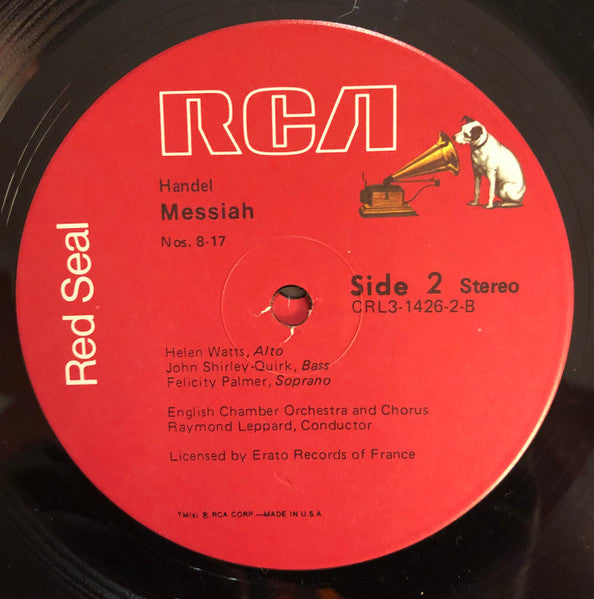 RCA
Handel
Messiah
Nos. 8-17
Red Seal
Side 2 Stereo
CRL3-1426-2-B
Helen Watts, Alto
John Shirley-Quirk, Bass
Felicity Palmer, Soprano
English Chamber Orchestra and Chorus
Raymond Leppard, Conductor
Licensed by Erato Records of France
TM(s) ® RCA CORP.—MADE IN U.S.A.